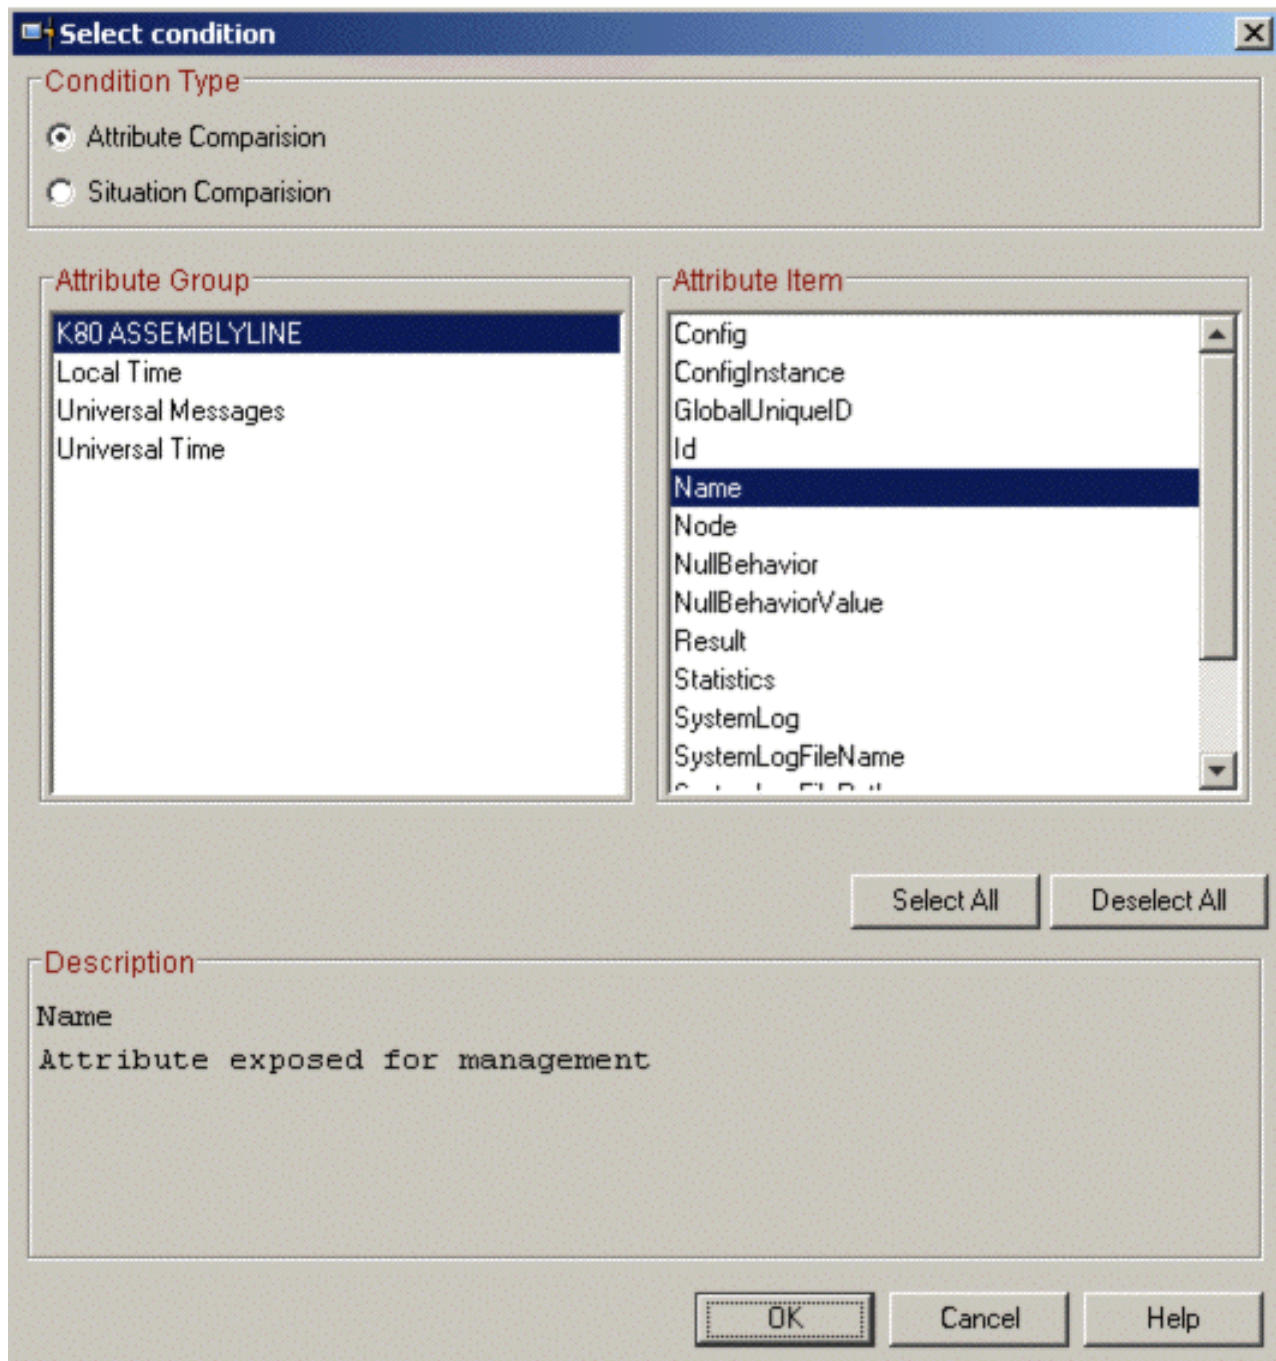 Select condition
Condition Type
Attribute Comparision
Situation Comparision
Attribute Group
K80 ASSEMBLYLINE
Local Time
Universal Messages
Universal Time
Attribute Item
Config
ConfigInstance
GlobalUniqueID
Id
Name
Node
NullBehavior
NullBehaviorValue
Result
Statistics
SystemLog
SystemLogFileName
Select All
Deselect All
Description
Name
Attribute exposed for management
OK
Cancel
Help